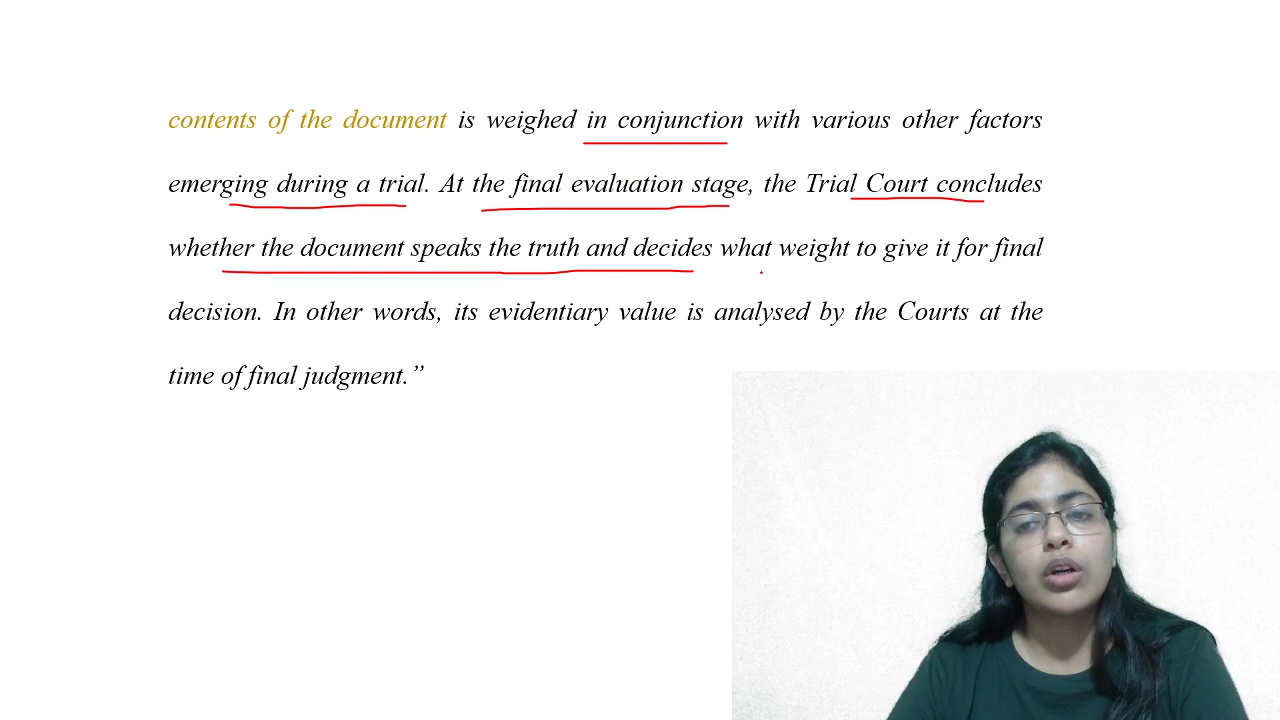 contents of the document is weighed in conjunction with various other factors
emerging during a trial. At the final evaluation stage, the Trial Court concludes
whether the document speaks the truth and decides what weight to give it for final
decision. In other words, its evidentiary value is analysed by the Courts at the
time of final judgment.”